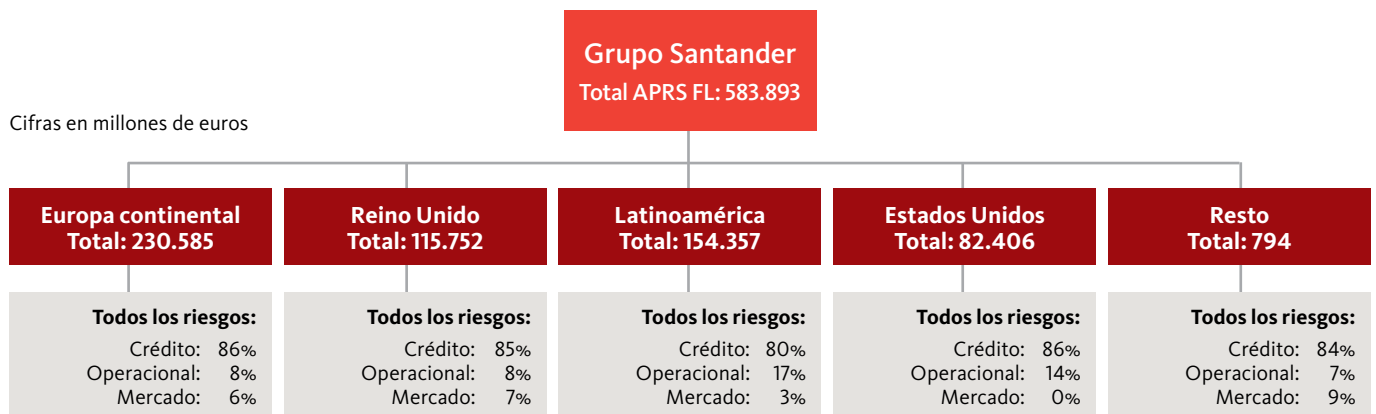 Grupo Santander
Total APRS FL: 583.893
Cifras en millones de euros
Europa continental
Total: 230.585
Reino Unido
Total: 115.752
Latinoamérica
Total: 154.357
Estados Unidos
Total: 82.406
Resto
Total: 794
Todos los riesgos:
Crédito: 86%
Operacional: 8%
Mercado: 6%
Todos los riesgos:
Crédito: 85%
Operacional: 8%
Mercado: 7%
Todos los riesgos:
Crédito: 80%
Operacional: 17%
Mercado: 3%
Todos los riesgos:
Crédito: 86%
Operacional: 14%
Mercado: 0%
Todos los riesgos:
Crédito: 84%
Operacional: 7%
Mercado: 9%